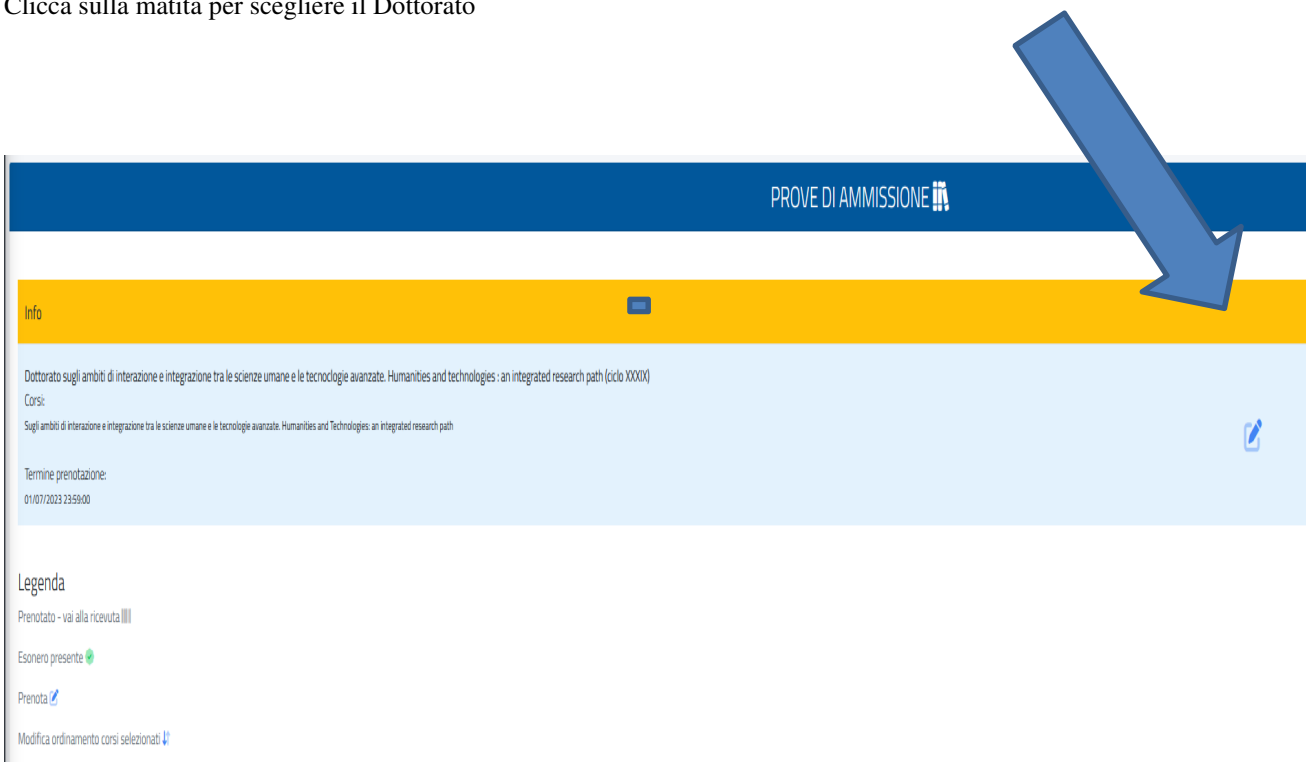 Clicca sulla matita per scegliere il Dottorato
PROVE DI AMMISSIONE
Info
Dottorato sugli ambiti di interazione e integrazione tra le scienze umane e le tecnoclogie avanzate. Humanities and technologies : an integrated research path (ciclo XXXIX)
Corsi:
Sugli ambiti di interazione e integrazione tra le scienze umane e le tecnologie avanzate. Humanities and Technologies: an integrated research path
Termine prenotazione:
01/07/2023 23:59:00
Legenda
Prenotato - vai alla ricevuta
Esonero presente
Prenota
Modifica ordinamento corsi selezionati